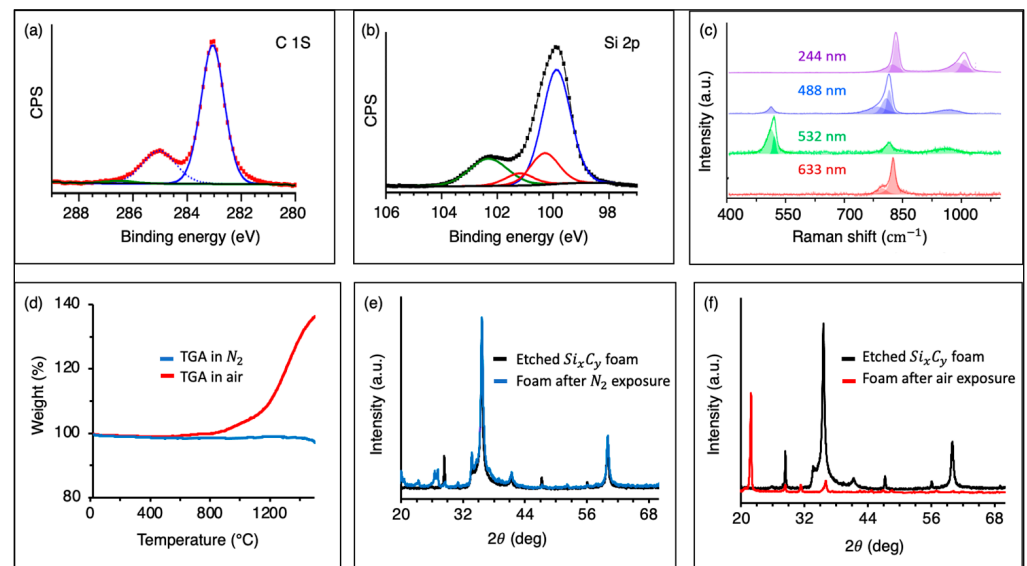 (a)
C 1S
CPS
288 286 284 282 280
Binding energy (eV)
(b)
Si 2p
CPS
106 104 102 100 98
Binding energy (eV)
(c)
244 nm
488 nm
532 nm
633 nm
Intensity (a.u.)
400 550 700 850 1000
Raman shift (cm⁻¹)
(d)
140
120
100
80
Weight (%)
TGA in N₂
TGA in air
0 400 800 1200
Temperature (°C)
(e)
Intensity (a.u.)
Etched SiₓC_y foam
Foam after N₂ exposure
20 32 44 56 68
2θ (deg)
(f)
Intensity (a.u.)
Etched SiₓC_y foam
Foam after air exposure
20 32 44 56 68
2θ (deg)